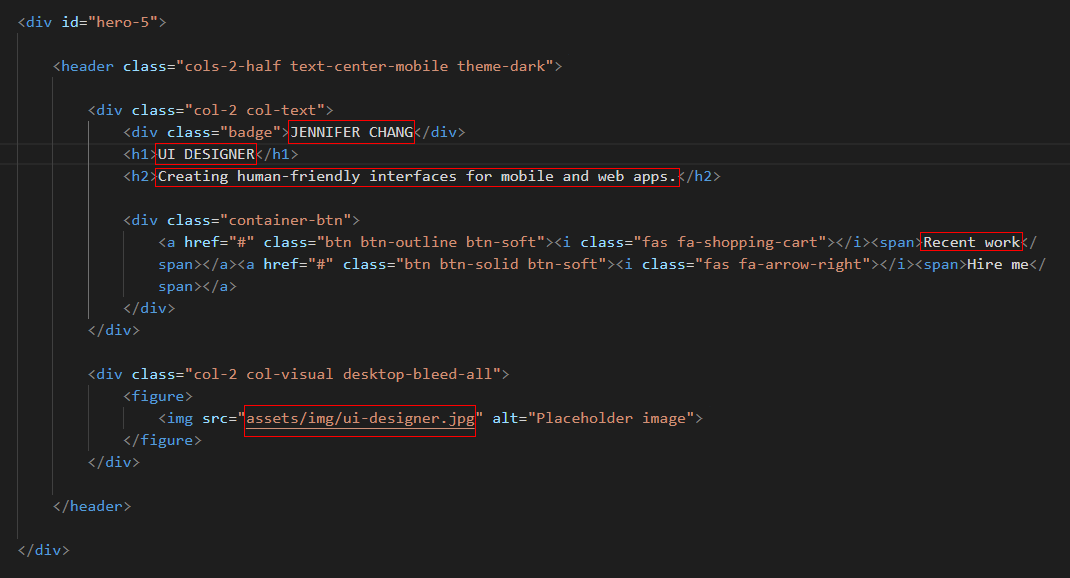 <div id="hero-5">
<header class="cols-2-half text-center-mobile theme-dark">
<div class="col-2 col-text">
<div class="badge">JENNIFER CHANG</div>
<h1>UI DESIGNER</h1>
<h2>Creating human-friendly interfaces for mobile and web apps.</h2>
<div class="container-btn">
<a href="#" class="btn btn-outline btn-soft"><i class="fas fa-shopping-cart"></i><span>Recent work</
span></a><a href="#" class="btn btn-solid btn-soft"><i class="fas fa-arrow-right"></i><span>Hire me</
span></a>
</div>
</div>
<div class="col-2 col-visual desktop-bleed-all">
<figure>
<img src="assets/img/ui-designer.jpg" alt="Placeholder image">
</figure>
</div>
</header>
</div>